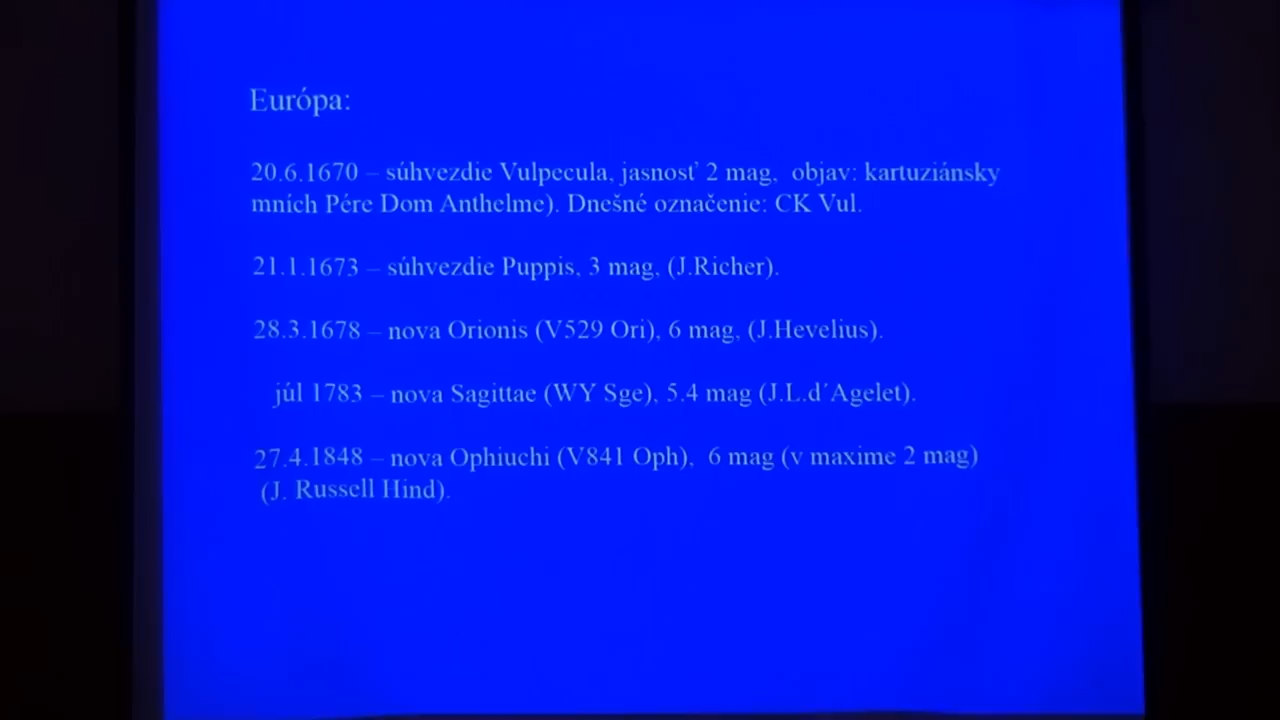 Európa:
20.6.1670 – súhvezdie Vulpecula, jasnosť 2 mag,  objav: kartuziánsky
mních Pére Dom Anthelme). Dnešné označenie: CK Vul.
21.1.1673 – súhvezdie Puppis, 3 mag, (J.Richer).
28.3.1678 – nova Orionis (V529 Ori), 6 mag, (J.Hevelius).
júl 1783 – nova Sagittae (WY Sge), 5.4 mag (J.L.d´Agelet).
27.4.1848 – nova Ophiuchi (V841 Oph),  6 mag (v maxime 2 mag)
(J. Russell Hind).